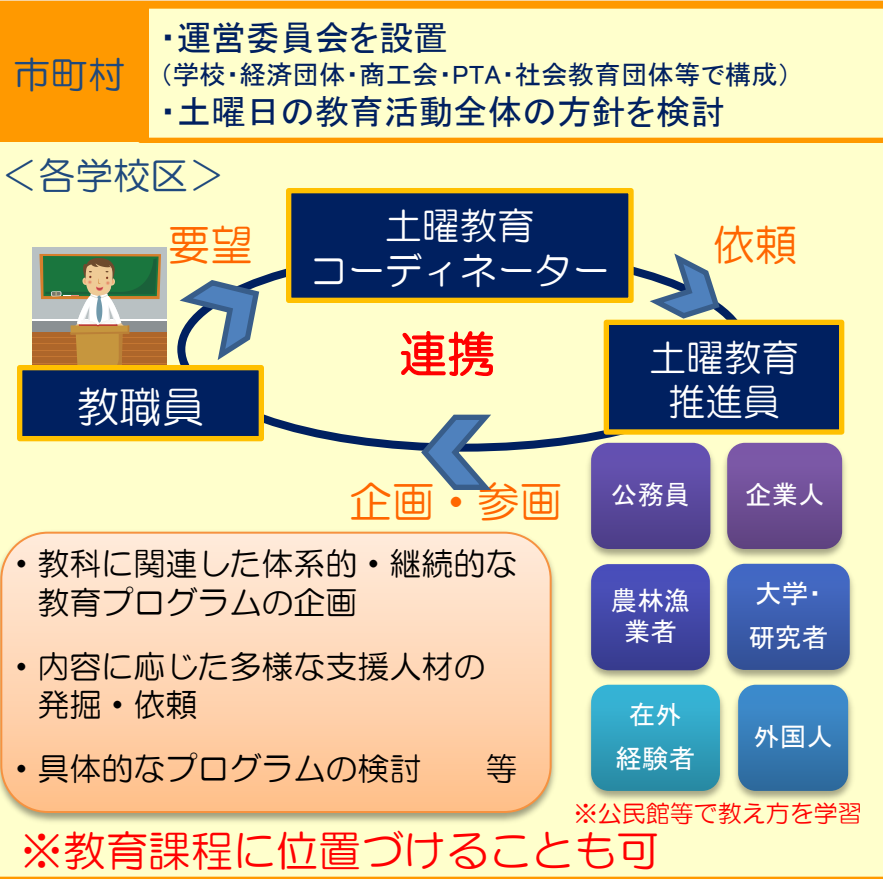 市町村
・運営委員会を設置
（学校・経済団体・商工会・PTA・社会教育団体等で構成）
・土曜日の教育活動全体の方針を検討
＜各学校区＞
要望
土曜教育
コーディネーター
依頼
連携
教職員
土曜教育
推進員
企画・参画
公務員
企業人
農林漁
業者
大学・
研究者
在外
経験者
外国人
※公民館等で教え方を学習
・教科に関連した体系的・継続的な
教育プログラムの企画
・内容に応じた多様な支援人材の
発掘・依頼
・具体的なプログラムの検討　　等
※教育課程に位置づけることも可